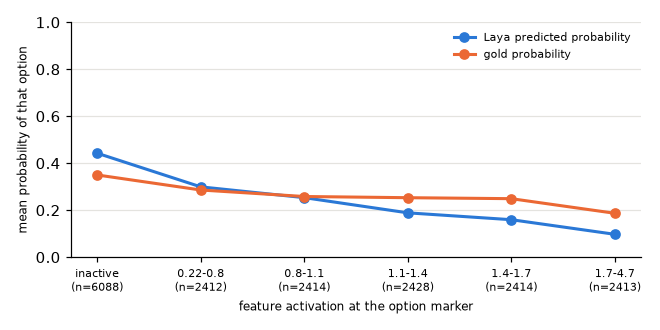 mean probability of that option
1.0
0.8
0.6
0.4
0.2
0.0
Laya predicted probability
gold probability
inactive
(n=6088)
0.22-0.8
(n=2412)
0.8-1.1
(n=2414)
1.1-1.4
(n=2428)
1.4-1.7
(n=2414)
1.7-4.7
(n=2413)
feature activation at the option marker